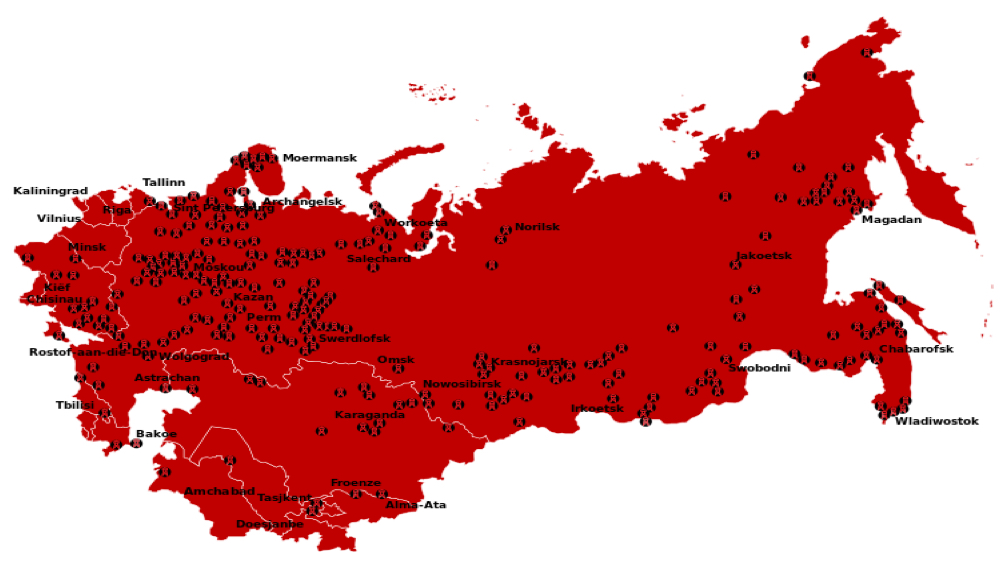 Moermansk
Tallinn
Kaliningrad
Archangelsk
Riga
Sint Petersburg
Vilnius
Magadan
Workoeta
Norilsk
Minsk
Salechard
Jakoetsk
Moskou
Kief
Kazan
Chisinau
Perm
Swerdlofsk
Chabarofsk
Rostof-aan-die-Don
Wolgograd
Omsk
Krasnojarsk
Swobodni
Astrachan
Nowosibirsk
Tbilisi
Karaganda
Irkoetsk
Wladiwostok
Bakoe
Froenze
Amchabad
Tasjkent
Alma-Ata
Doesjanbe